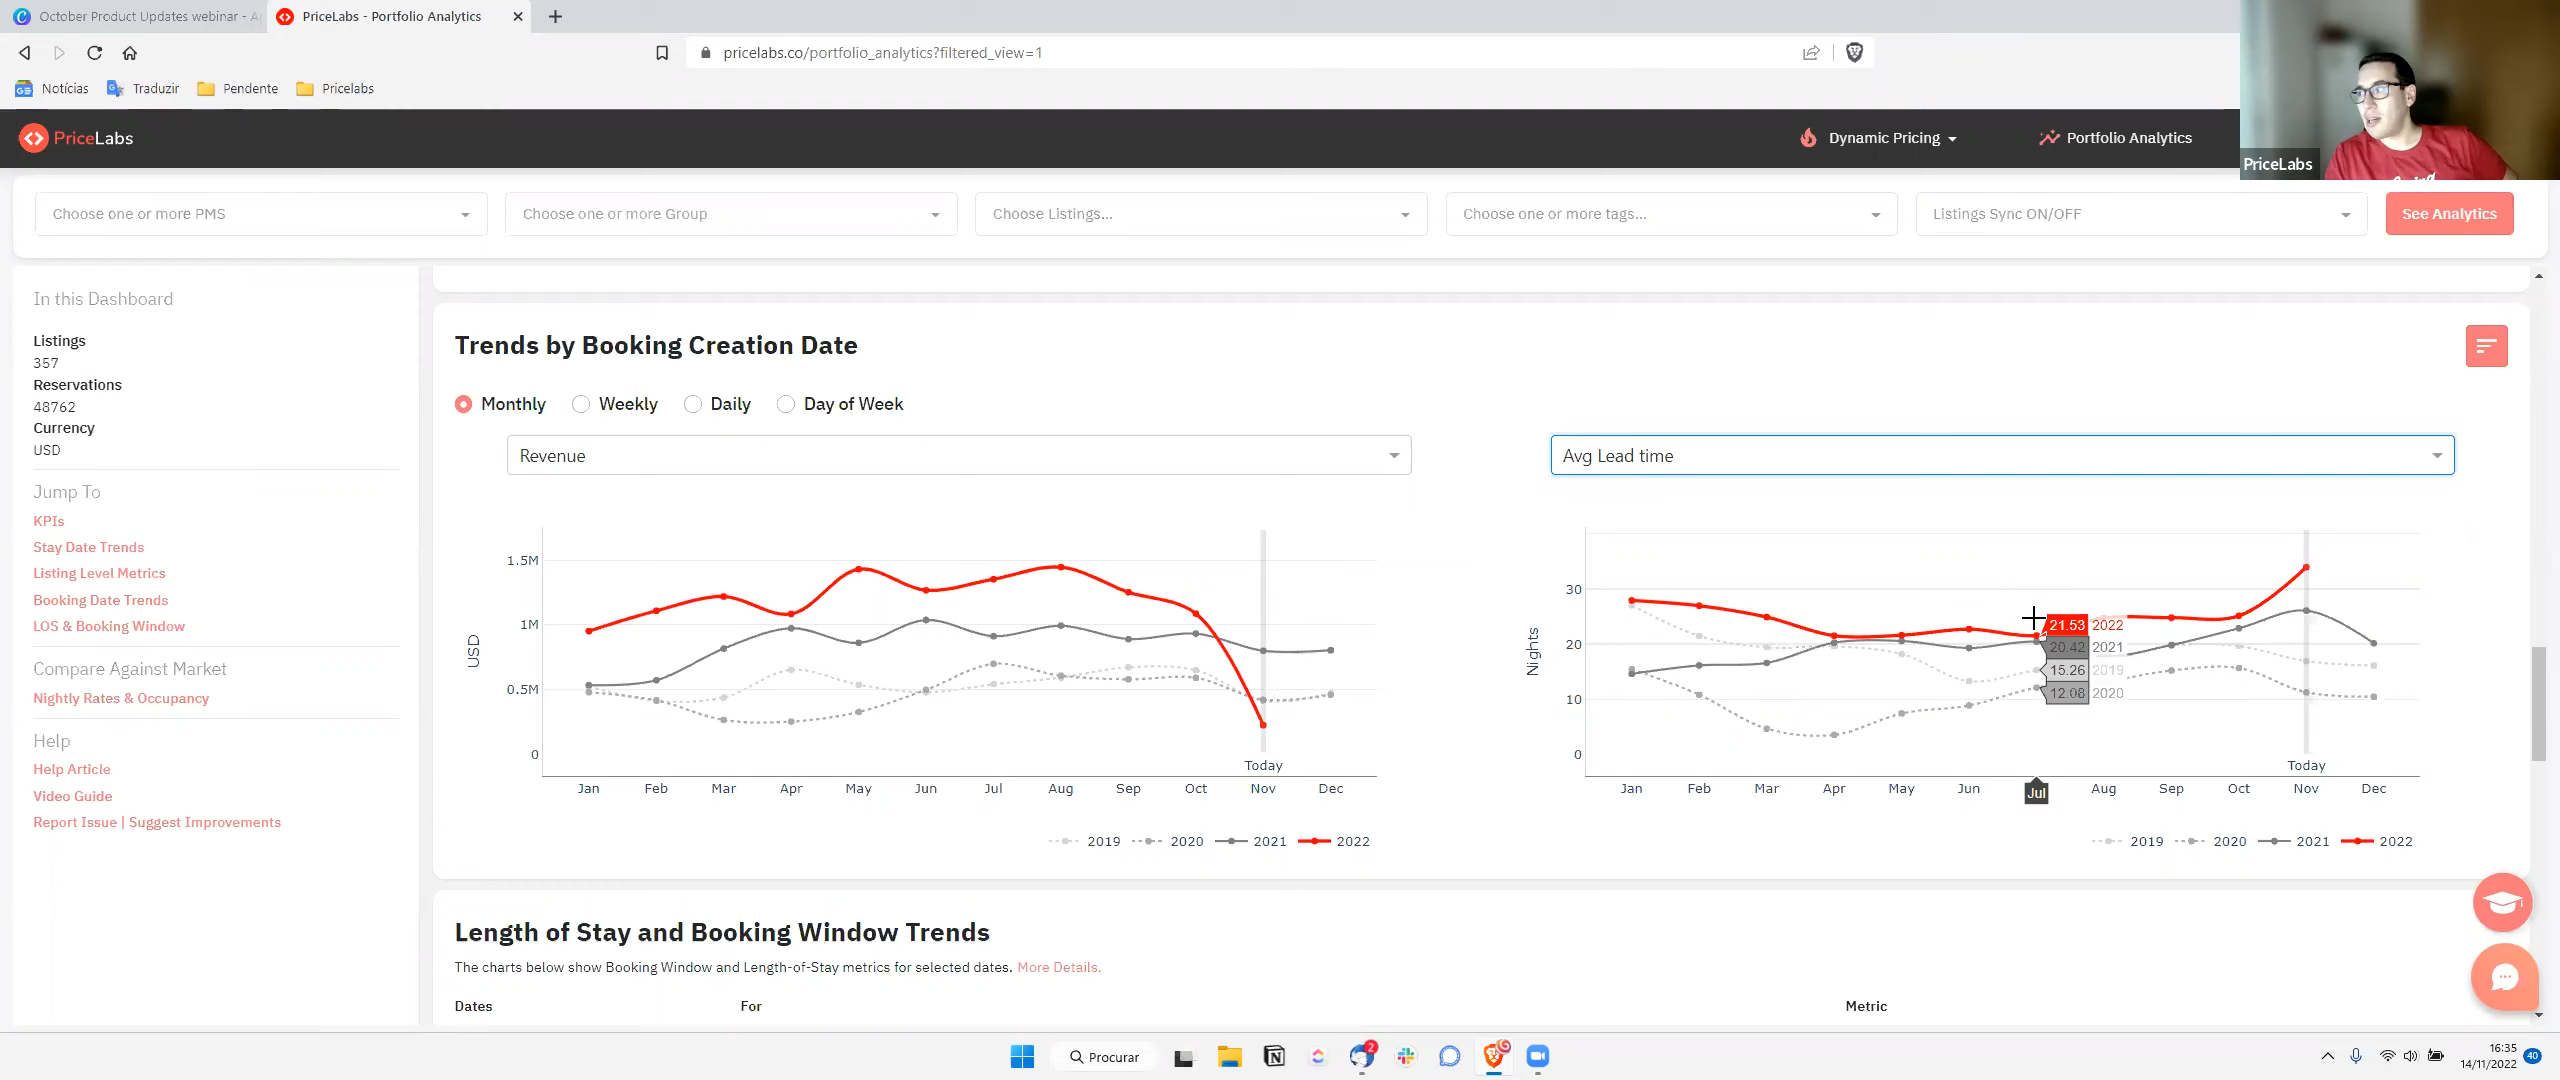 October Product Updates webinar -
PriceLabs - Portfolio Analytics
pricelabs.co/portfolio_analytics?filtered_view=1
Notícias
Traduzir
Pendente
Pricelabs
PriceLabs
Dynamic Pricing
Portfolio Analytics
PriceLabs
Choose one or more PMS
Choose one or more Group
Choose Listings...
Choose one or more tags...
Listings Sync ON/OFF
See Analytics
In this Dashboard
Listings
357
Reservations
48762
Currency
USD
Jump To
KPIs
Stay Date Trends
Listing Level Metrics
Booking Date Trends
LOS & Booking Window
Compare Against Market
Nightly Rates & Occupancy
Help
Help Article
Video Guide
Report Issue | Suggest Improvements
Trends by Booking Creation Date
Monthly
Weekly
Daily
Day of Week
Revenue
USD
1.5M
1M
0.5M
0
Today
Jan Feb Mar Apr May Jun Jul Aug Sep Oct Nov Dec
2019 2020 2021 2022
Avg Lead time
Nights
30
20
10
0
21.53 2022
20.42 2021
15.26 2019
12.08 2020
Today
Jan Feb Mar Apr May Jun Jul Aug Sep Oct Nov Dec
2019 2020 2021 2022
Length of Stay and Booking Window Trends
The charts below show Booking Window and Length-of-Stay metrics for selected dates. More Details.
Dates
For
Metric
Procurar
2
16:35
14/11/2022
40